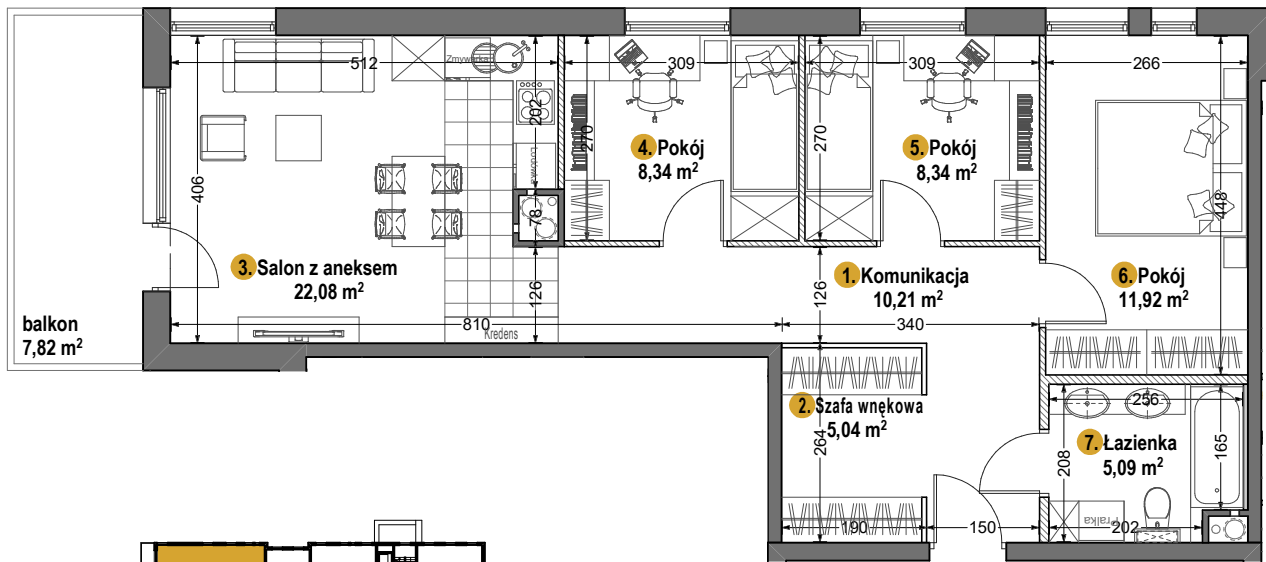 512
Zmywarka
309
309
266
202
270
270
Lodówka
406
448
4. Pokój
8,34 m²
5. Pokój
8,34 m²
78
3. Salon z aneksem
22,08 m²
126
126
1. Komunikacja
10,21 m²
6. Pokój
11,92 m²
balkon
7,82 m²
810
Kredens
340
2. Szafa wnękowa
5,04 m²
264
256
7. Łazienka
5,09 m²
208
165
Pralka
190
150
202